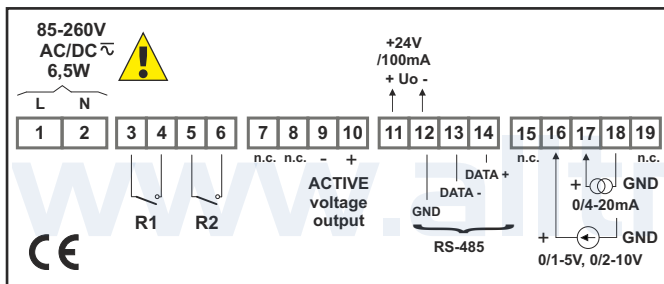 85-260V
AC/DC
6,5W
L N
+24V
/100mA
+ Uo -
1 2 3 4 5 6 7 8 9 10 11 12 13 14 15 16 17 18 19
n.c. n.c. - +
n.c. n.c.
R1 R2
ACTIVE
voltage
output
DATA +
DATA -
GND
RS-485
+ GND
0/4-20mA
+ GND
0/1-5V, 0/2-10V
CE
www.alltr